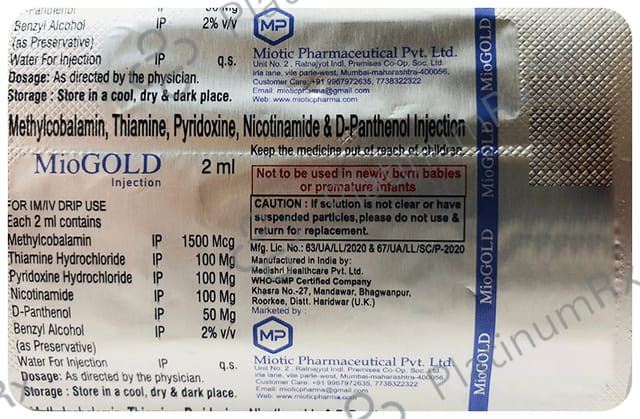 D-Panthenol IP 50 Mg
Benzyl Alcohol IP 2% v/v
(as Preservative)
Water For Injection IP q.s.
Dosage: As directed by the physician.
Storage : Store in a cool, dry & dark place.
MP
Miotic Pharmaceutical Pvt. Ltd.
Unit No. 2 , Ratnajyot Indl. Premises Co-Op. Soc. Ltd.
irla lane, vile parle-west, Mumbai-maharashtra-400056,
Customer Care: +91 9967972635, 7738322322
Email: mioticpharma@gmail.com
Web: www.mioticpharma.com
Methylcobalamin, Thiamine, Pyridoxine, Nicotinamide & D-Panthenol Injection
MioGOLD 2 ml
Injection
Keep the medicine out of reach of children
Not to be used in newly born babies
or premature infants
CAUTION : If solution is not clear or have
suspended particles,please do not use &
return for replacement.
FOR IM/IV DRIP USE
Each 2 ml contains
Methylcobalamin IP 1500 Mcg
Thiamine Hydrochloride IP 100 Mg
Pyridoxine Hydrochloride IP 100 Mg
Nicotinamide IP 100 Mg
D-Panthenol IP 50 Mg
Benzyl Alcohol IP 2% v/v
(as Preservative)
Water For Injection IP q.s.
Dosage: As directed by the physician.
Storage : Store in a cool, dry & dark place.
Mfg. Lic. No.: 63/UA/LL/2020 & 67/UA/LL/SC/P-2020
Manufactured in India by:
Medishri Healthcare Pvt. Ltd.
WHO-GMP Certified Company
Khasra No.-27, Mandawar, Bhagwanpur,
Roorkee, Distt. Haridwar (U.K.)
Marketed by :
MP
Miotic Pharmaceutical Pvt. Ltd.
Unit No. 2 , Ratnajyot Indl. Premises Co-Op. Soc. Ltd.
irla lane, vile parle-west, Mumbai-maharashtra-400056,
Customer Care: +91 9967972635, 7738322322
Email: mioticpharma@gmail.com
Web: www.mioticpharma.com
MioGOLD
MioGOLD
MioGOLD
MioGOLD
PlatinumRx